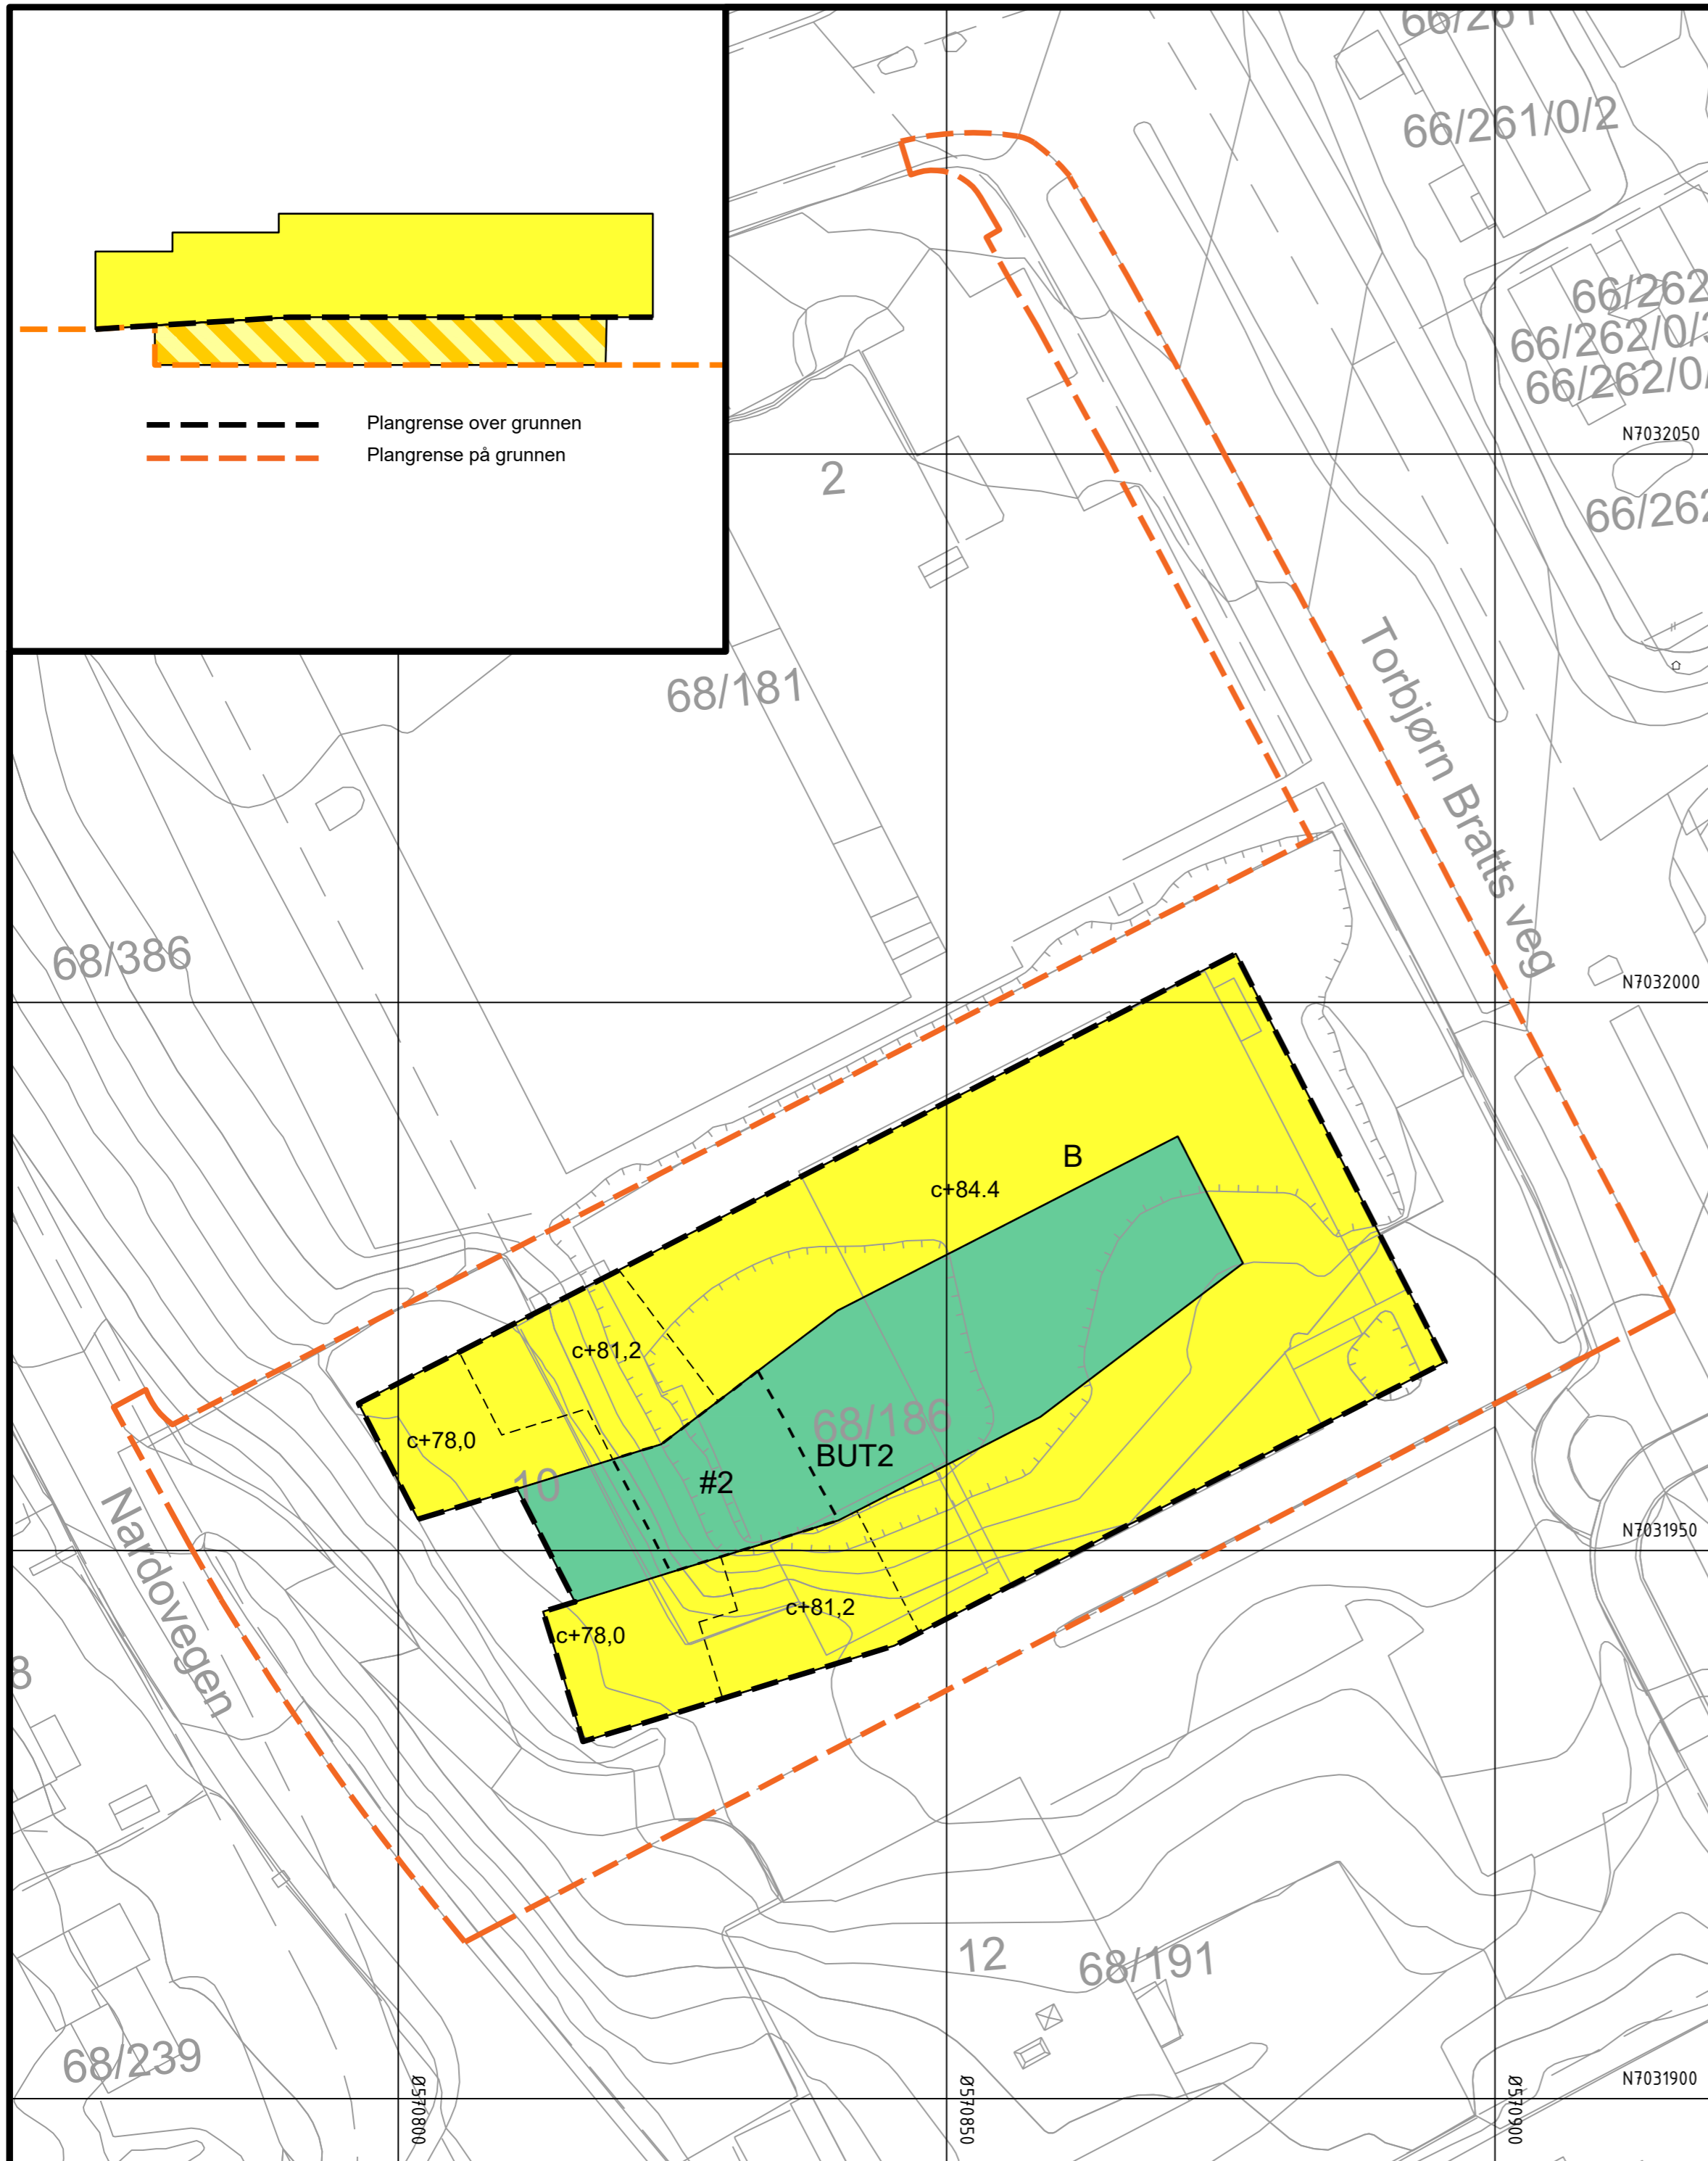 Plangrense over grunnen
Plangrense på grunnen
66/261
66/261/0/2
66/262
66/262/0/
66/262/0/
N7032050
2
66/262
68/181
Torbjørn Bratts veg
68/386
N7032000
B
c+84.4
c+81,2
68/186
c+78,0
BUT2
10
#2
N7031950
Nardovegen
c+81,2
c+78,0
8
12
68/191
68/239
Ø570800
Ø570850
Ø570900
N7031900